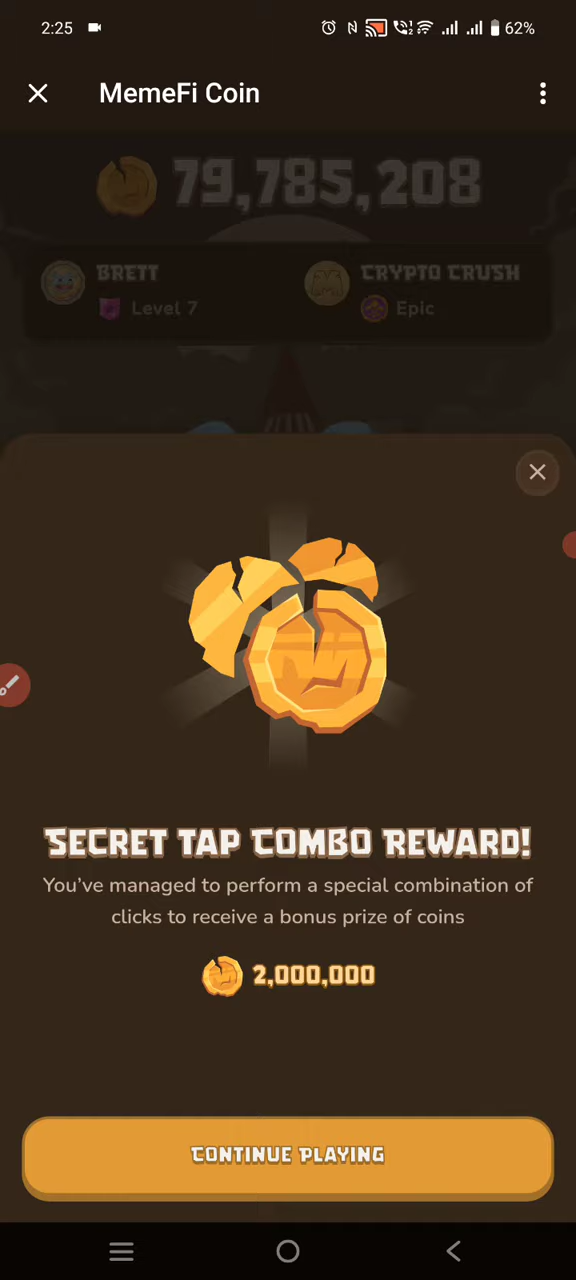 2:25
62%
MemeFi Coin
79,785,208
BRETT
CRYPTO CRUSH
Level 7
Epic
SECRET TAP COMBO REWARD!
You've managed to perform a special combination of
clicks to receive a bonus prize of coins
2,000,000
CONTINUE PLAYING